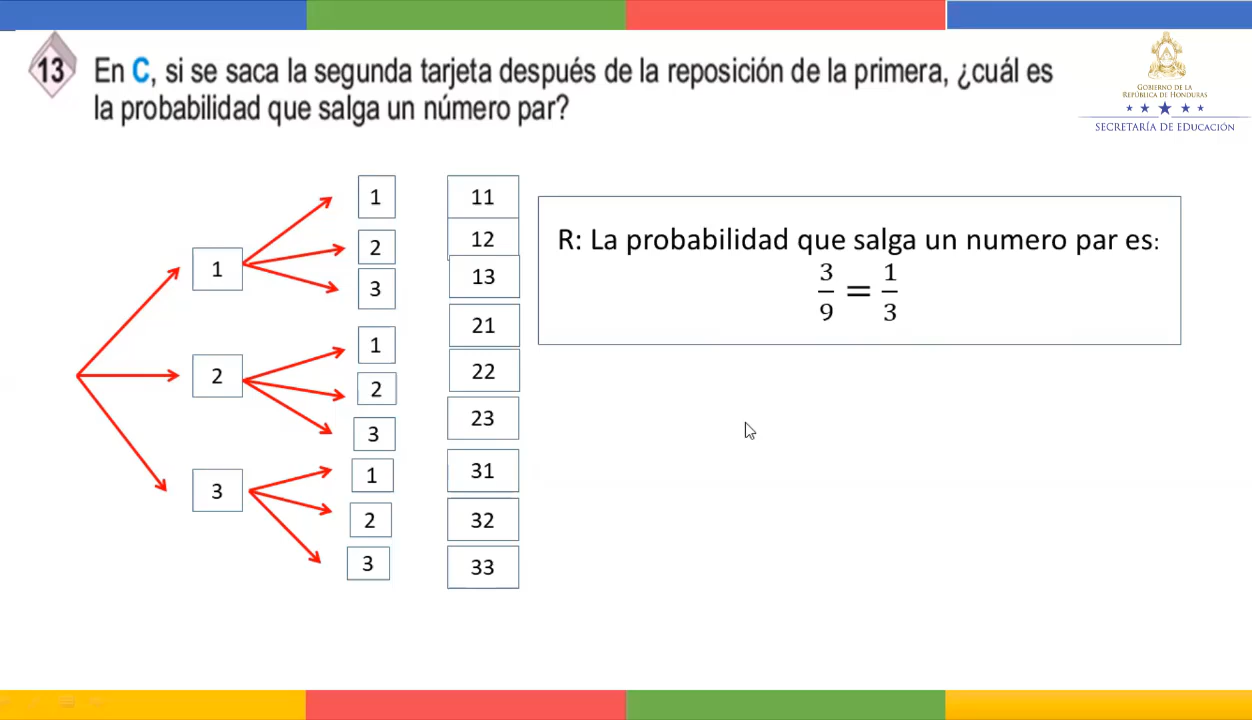 13 En C, si se saca la segunda tarjeta después de la reposición de la primera, ¿cuál es
la probabilidad que salga un número par?
GOBIERNO DE LA
REPÚBLICA DE HONDURAS
SECRETARÍA DE EDUCACIÓN
1 11
2 12
1
3 13
1 21
2 2 22
3 23
1 31
3
2 32
3 33
R: La probabilidad que salga un numero par es:
3/9 = 1/3